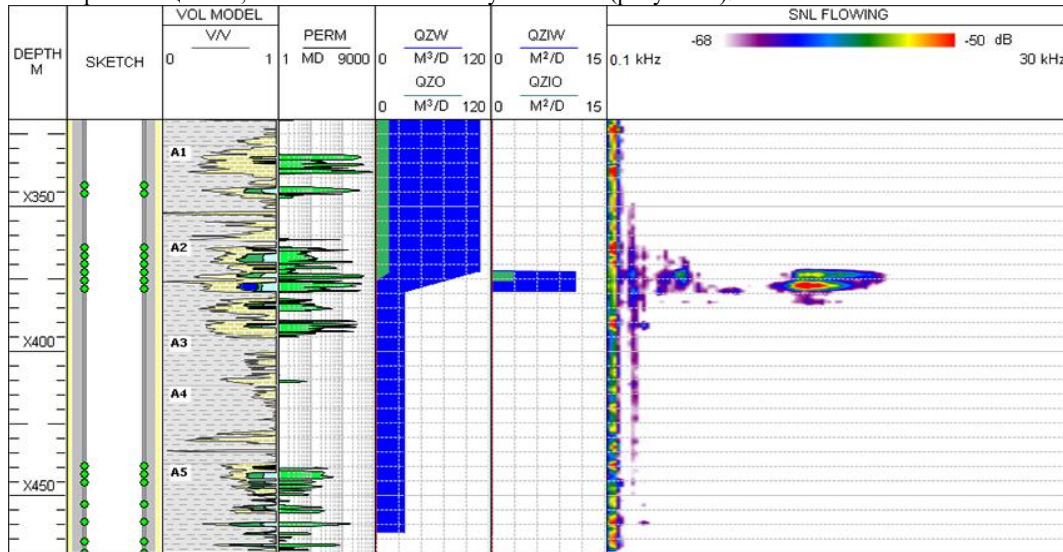 VOL MODEL
SNL FLOWING
DEPTH
M
SKETCH
V/V
0 1
PERM
1 MD 9000
QZW
0 M³/D 120
QZO
0 M³/D 120
QZIW
0 M²/D 15
QZIO
0 M²/D 15
-68 -50 dB
0.1 kHz 30 kHz
A1
X350
A2
X400
A3
A4
A5
X450